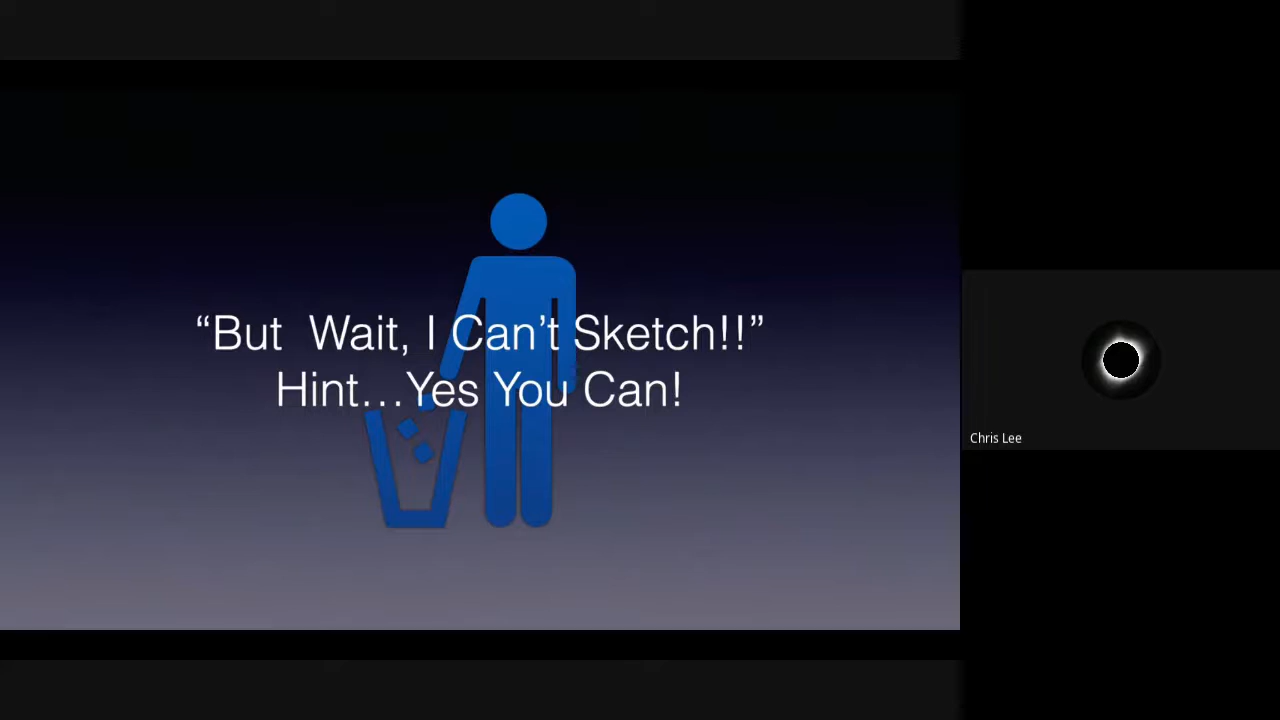 “But  Wait, I Can’t Sketch!!”
Hint…Yes You Can!
Chris Lee